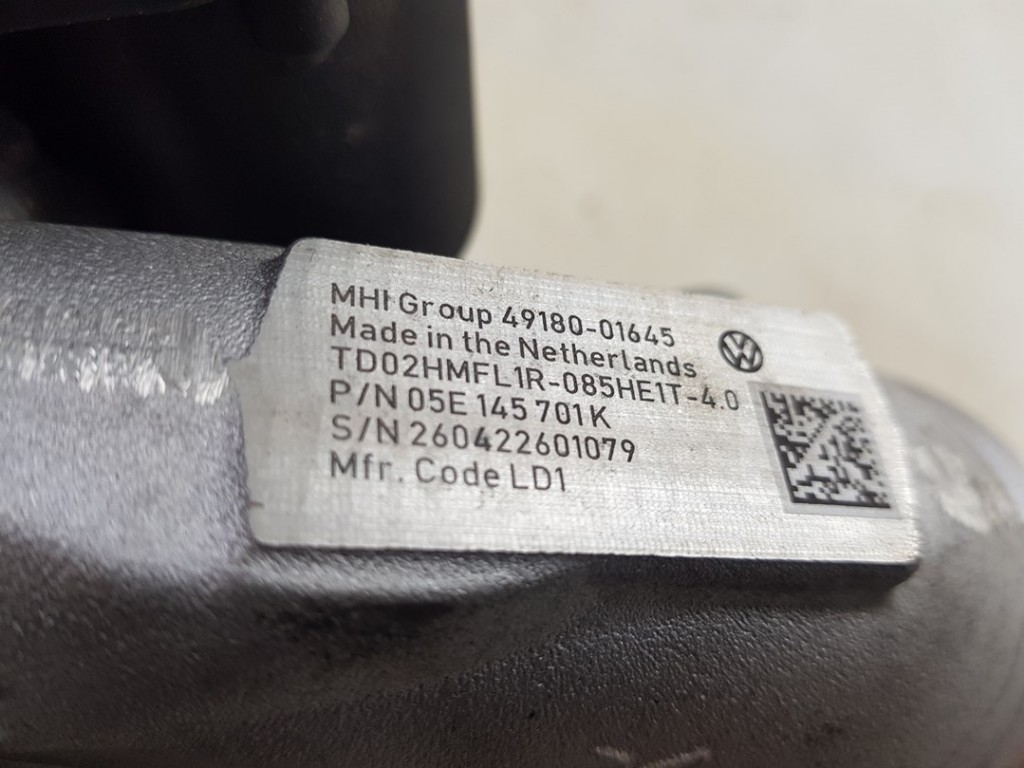 MHI Group 49180-01645
Made in the Netherlands
TD02HMFL1R-085HE1T-4.0
P/N 05E 145 701K
S/N 260422601079
Mfr. Code LD1